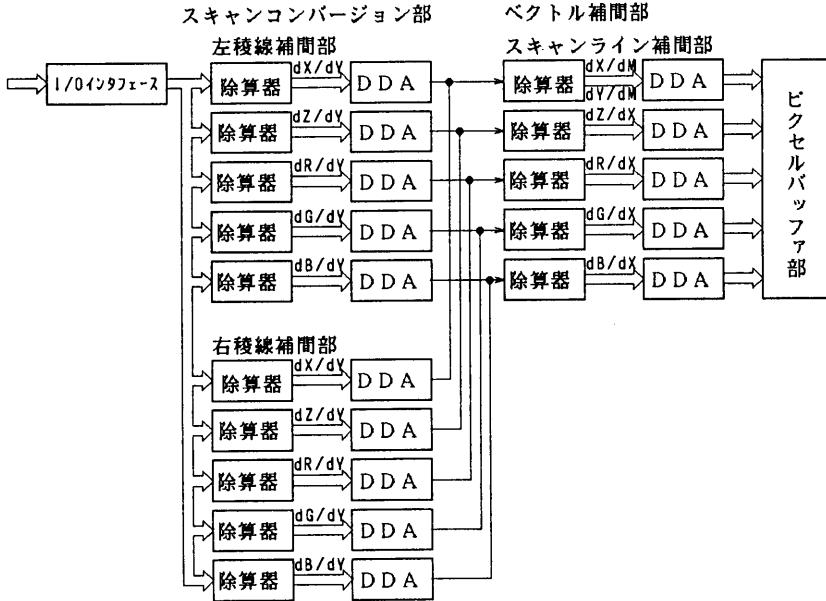 スキャンコンバージョン部
ベクトル補間部
左稜線補間部
スキャンライン補間部
I/Oインタフェース
除算器 dX/dY DDA
除算器 dX/dM dY/dM DDA
除算器 dZ/dY DDA
除算器 dZ/dX DDA
除算器 dR/dY DDA
除算器 dR/dX DDA
除算器 dG/dY DDA
除算器 dG/dX DDA
除算器 dB/dY DDA
除算器 dB/dX DDA
ピクセルバッファ部
右稜線補間部
除算器 dX/dY DDA
除算器 dZ/dY DDA
除算器 dR/dY DDA
除算器 dG/dY DDA
除算器 dB/dY DDA